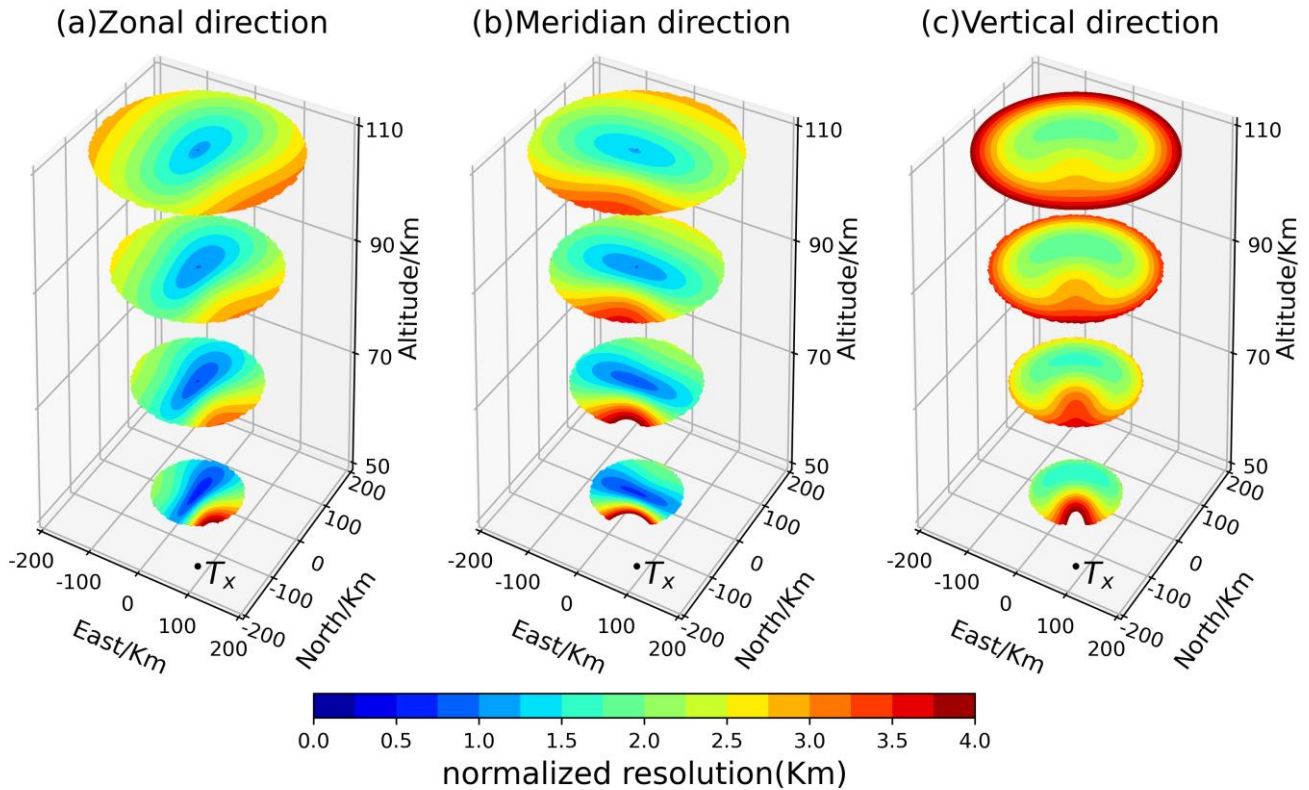 (a)Zonal direction
(b)Meridian direction
(c)Vertical direction
110
90
70
50
Altitude/Km
200
100
0
-100
-200
North/Km
-200
-100
0
100
200
East/Km
Tx
110
90
70
50
Altitude/Km
200
100
0
-100
-200
North/Km
-200
-100
0
100
200
East/Km
Tx
110
90
70
50
Altitude/Km
200
100
0
-100
-200
North/Km
-200
-100
0
100
200
East/Km
Tx
0.0 0.5 1.0 1.5 2.0 2.5 3.0 3.5 4.0
normalized resolution(Km)